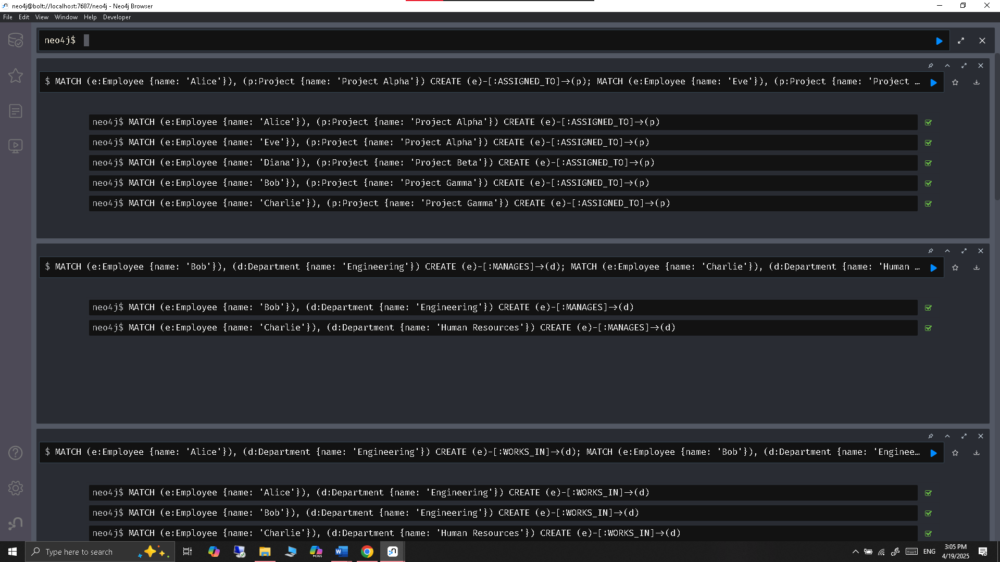 neo4j@bolt://localhost:7687/neo4j - Neo4j Browser
File Edit View Window Help Developer
neo4j$
$ MATCH (e:Employee {name: 'Alice'}), (p:Project {name: 'Project Alpha'}) CREATE (e)-[:ASSIGNED_TO]->(p); MATCH (e:Employee {name: 'Eve'}), (p:Project {name: 'Project ...
neo4j$ MATCH (e:Employee {name: 'Alice'}), (p:Project {name: 'Project Alpha'}) CREATE (e)-[:ASSIGNED_TO]->(p)
neo4j$ MATCH (e:Employee {name: 'Eve'}), (p:Project {name: 'Project Alpha'}) CREATE (e)-[:ASSIGNED_TO]->(p)
neo4j$ MATCH (e:Employee {name: 'Diana'}), (p:Project {name: 'Project Beta'}) CREATE (e)-[:ASSIGNED_TO]->(p)
neo4j$ MATCH (e:Employee {name: 'Bob'}), (p:Project {name: 'Project Gamma'}) CREATE (e)-[:ASSIGNED_TO]->(p)
neo4j$ MATCH (e:Employee {name: 'Charlie'}), (p:Project {name: 'Project Gamma'}) CREATE (e)-[:ASSIGNED_TO]->(p)
$ MATCH (e:Employee {name: 'Bob'}), (d:Department {name: 'Engineering'}) CREATE (e)-[:MANAGES]->(d); MATCH (e:Employee {name: 'Charlie'}), (d:Department {name: 'Human ...
neo4j$ MATCH (e:Employee {name: 'Bob'}), (d:Department {name: 'Engineering'}) CREATE (e)-[:MANAGES]->(d)
neo4j$ MATCH (e:Employee {name: 'Charlie'}), (d:Department {name: 'Human Resources'}) CREATE (e)-[:MANAGES]->(d)
$ MATCH (e:Employee {name: 'Alice'}), (d:Department {name: 'Engineering'}) CREATE (e)-[:WORKS_IN]->(d); MATCH (e:Employee {name: 'Bob'}), (d:Department {name: 'Enginee...
neo4j$ MATCH (e:Employee {name: 'Alice'}), (d:Department {name: 'Engineering'}) CREATE (e)-[:WORKS_IN]->(d)
neo4j$ MATCH (e:Employee {name: 'Bob'}), (d:Department {name: 'Engineering'}) CREATE (e)-[:WORKS_IN]->(d)
neo4j$ MATCH (e:Employee {name: 'Charlie'}), (d:Department {name: 'Human Resources'}) CREATE (e)-[:WORKS_IN]->(d)
Type here to search
M365
ENG
3:05 PM
4/19/2025